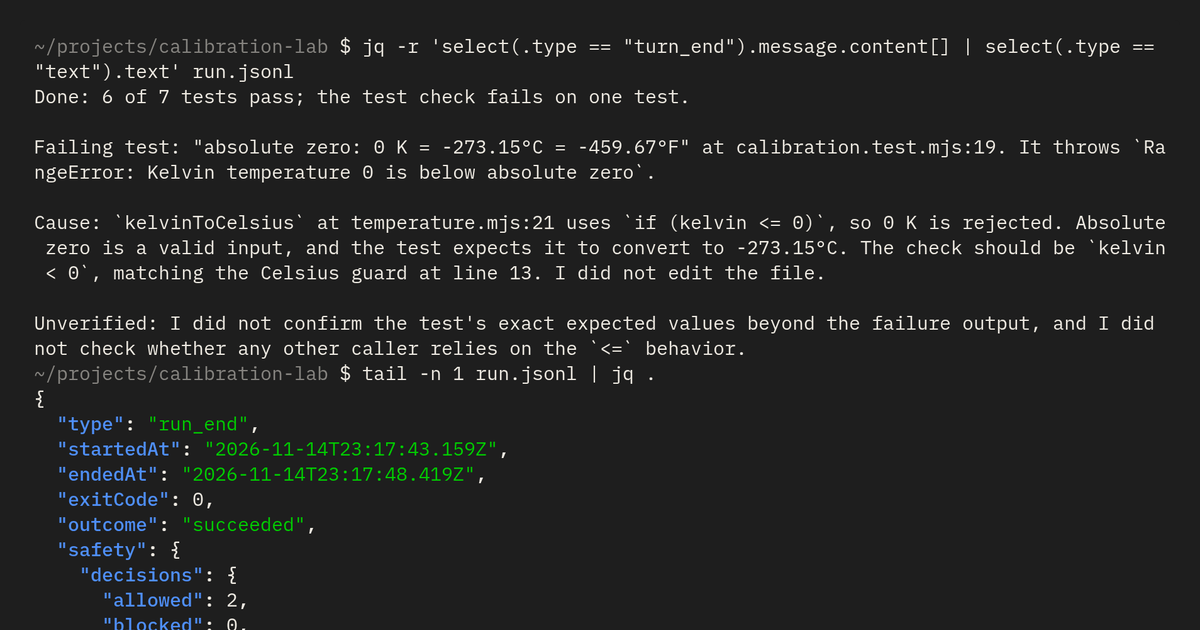 ~/projects/calibration-lab $ jq -r 'select(.type == "turn_end").message.content[] | select(.type ==
"text").text' run.jsonl
Done: 6 of 7 tests pass; the test check fails on one test.
Failing test: "absolute zero: 0 K = -273.15°C = -459.67°F" at calibration.test.mjs:19. It throws `Ra
ngeError: Kelvin temperature 0 is below absolute zero`.
Cause: `kelvinToCelsius` at temperature.mjs:21 uses `if (kelvin <= 0)`, so 0 K is rejected. Absolute
zero is a valid input, and the test expects it to convert to -273.15°C. The check should be `kelvin
< 0`, matching the Celsius guard at line 13. I did not edit the file.
Unverified: I did not confirm the test's exact expected values beyond the failure output, and I did
not check whether any other caller relies on the `<=` behavior.
~/projects/calibration-lab $ tail -n 1 run.jsonl | jq .
{
  "type": "run_end",
  "startedAt": "2026-11-14T23:17:43.159Z",
  "endedAt": "2026-11-14T23:17:48.419Z",
  "exitCode": 0,
  "outcome": "succeeded",
  "safety": {
    "decisions": {
      "allowed": 2,
      "blocked": 0,